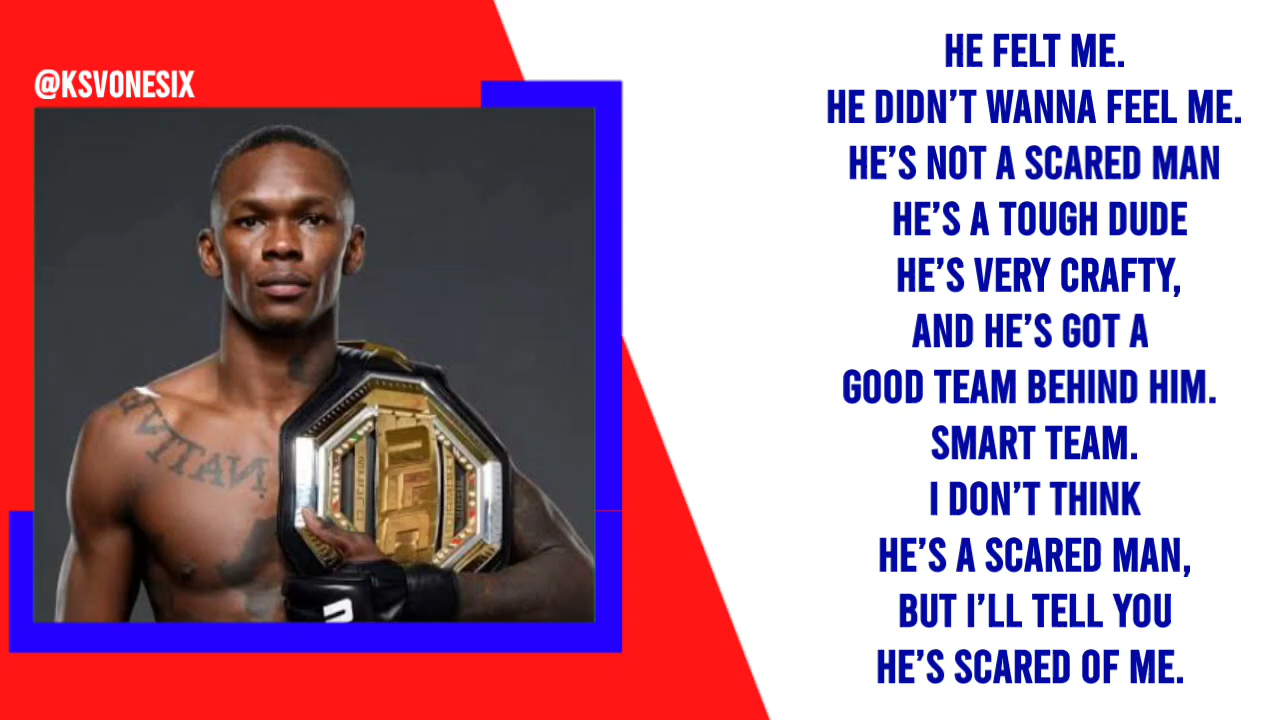 @KSVONESIX
HE FELT ME.
HE DIDN'T WANNA FEEL ME.
HE'S NOT A SCARED MAN
HE'S A TOUGH DUDE
HE'S VERY CRAFTY,
AND HE'S GOT A
GOOD TEAM BEHIND HIM.
SMART TEAM.
I DON'T THINK
HE'S A SCARED MAN,
BUT I'LL TELL YOU
HE'S SCARED OF ME.